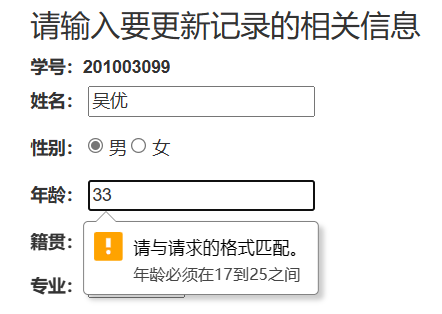 请输入要更新记录的相关信息
学号：201003099
姓名： 吴优
性别： 男 女
年龄： 33
请与请求的格式匹配。
年龄必须在17到25之间
籍贯：
专业：